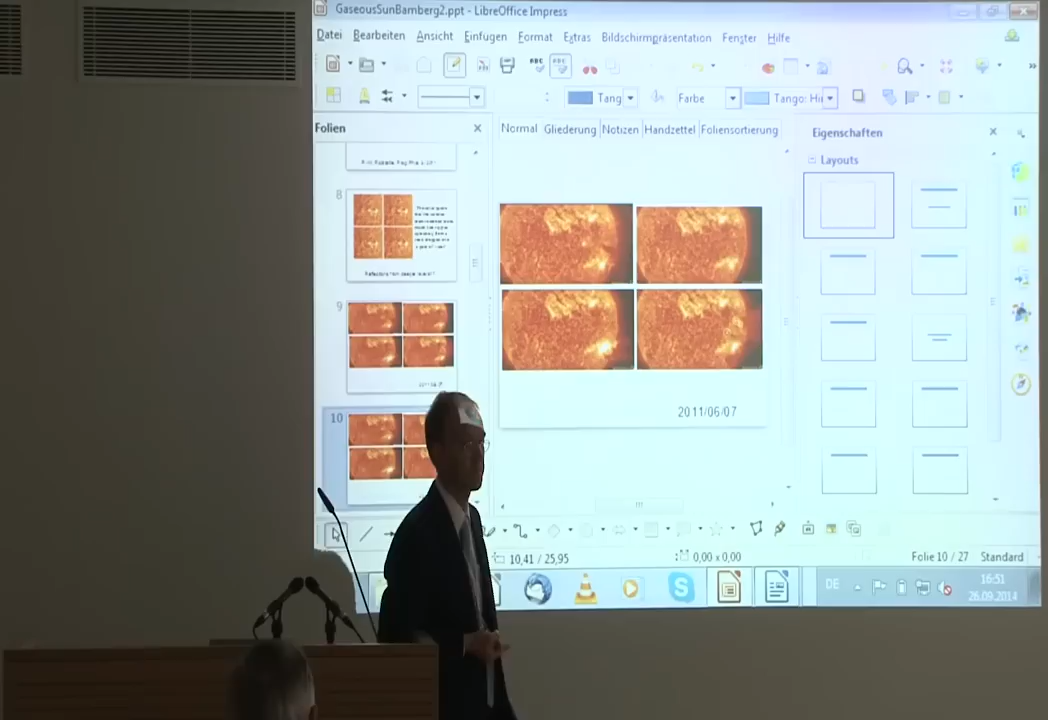 GaseousSunBamberg2.ppt - LibreOffice Impress
Datei Bearbeiten Ansicht Einfügen Format Extras Bildschirmpräsentation Fenster Hilfe
Tang Farbe Tango: Hi
Folien
Normal Gliederung Notizen Handzettel Foliensortierung
Eigenschaften
Layouts
8
9
10
2011/06/07
10,41 / 25,95
0,00 x 0,00
Folie 10 / 27
Standard
DE
16:51
26.09.2014